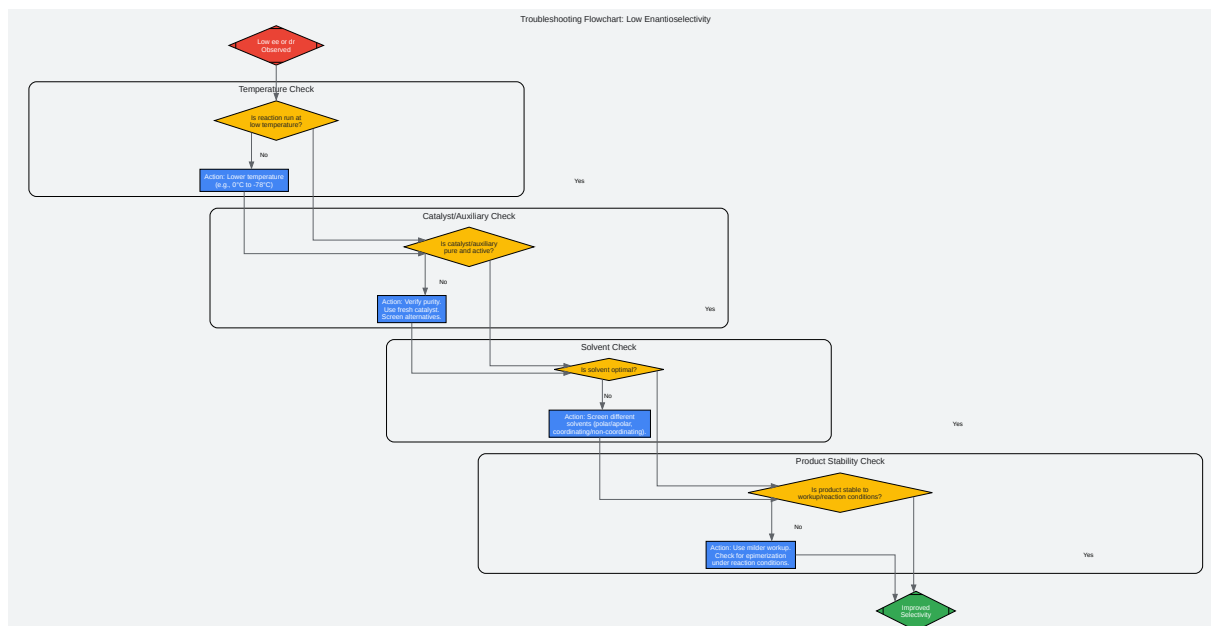 Troubleshooting Flowchart: Low Enantioselectivity
Low ee or dr
Observed
Temperature Check
Is reaction run at
low temperature?
No
Action: Lower temperature
(e.g., 0°C to -78°C)
Yes
Catalyst/Auxiliary Check
Is catalyst/auxiliary
pure and active?
No
Action: Verify purity.
Use fresh catalyst.
Screen alternatives.
Yes
Solvent Check
Is solvent optimal?
No
Action: Screen different
solvents (polar/apolar,
coordinating/non-coordinating).
Yes
Product Stability Check
Is product stable to
workup/reaction conditions?
No
Action: Use milder workup.
Check for epimerization
under reaction conditions.
Yes
Improved
Selectivity